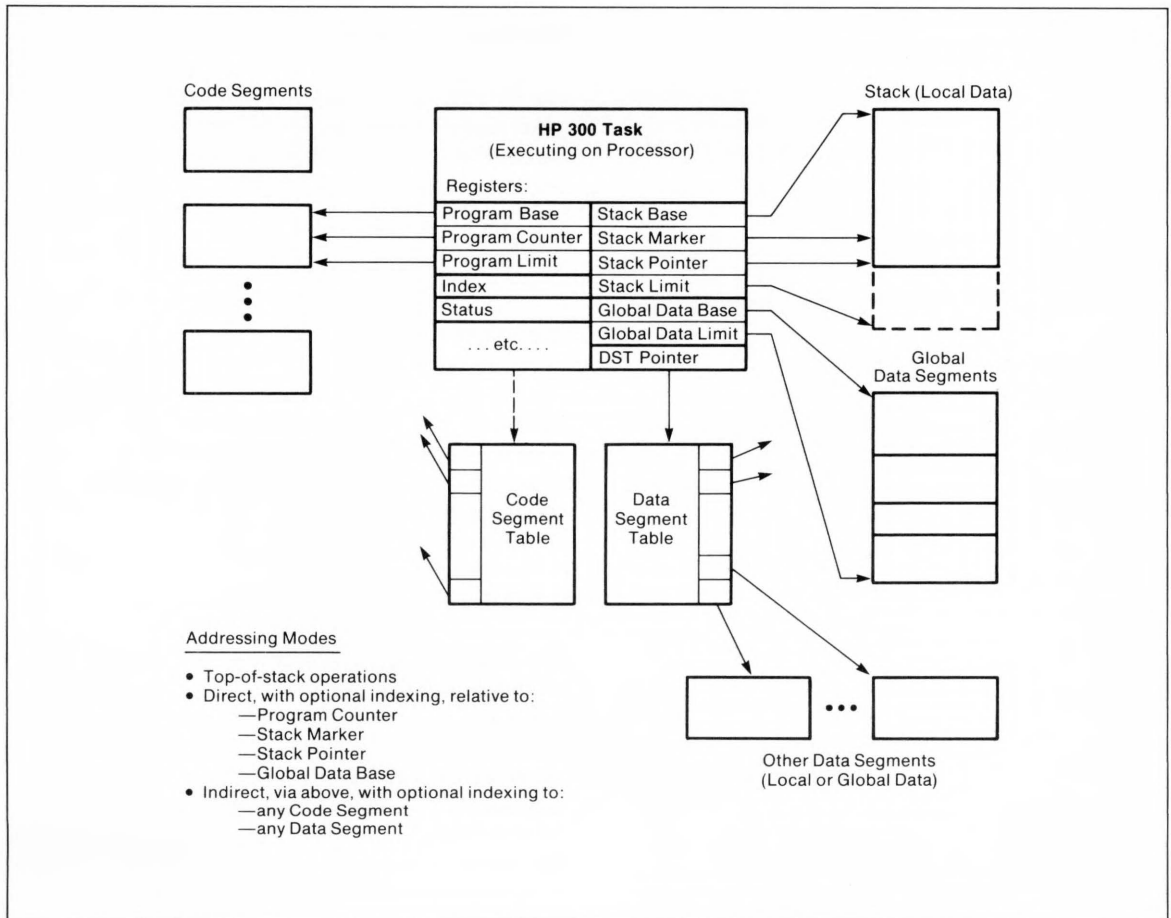 Code Segments
HP 300 Task
(Executing on Processor)
Registers:
Program Base
Program Counter
Program Limit
Index
Status
. . . etc. . . .
Stack Base
Stack Marker
Stack Pointer
Stack Limit
Global Data Base
Global Data Limit
DST Pointer
Stack (Local Data)
Global
Data Segments
Code
Segment
Table
Data
Segment
Table
Other Data Segments
(Local or Global Data)
Addressing Modes
• Top-of-stack operations
• Direct, with optional indexing, relative to:
—Program Counter
—Stack Marker
—Stack Pointer
—Global Data Base
• Indirect, via above, with optional indexing to:
—any Code Segment
—any Data Segment